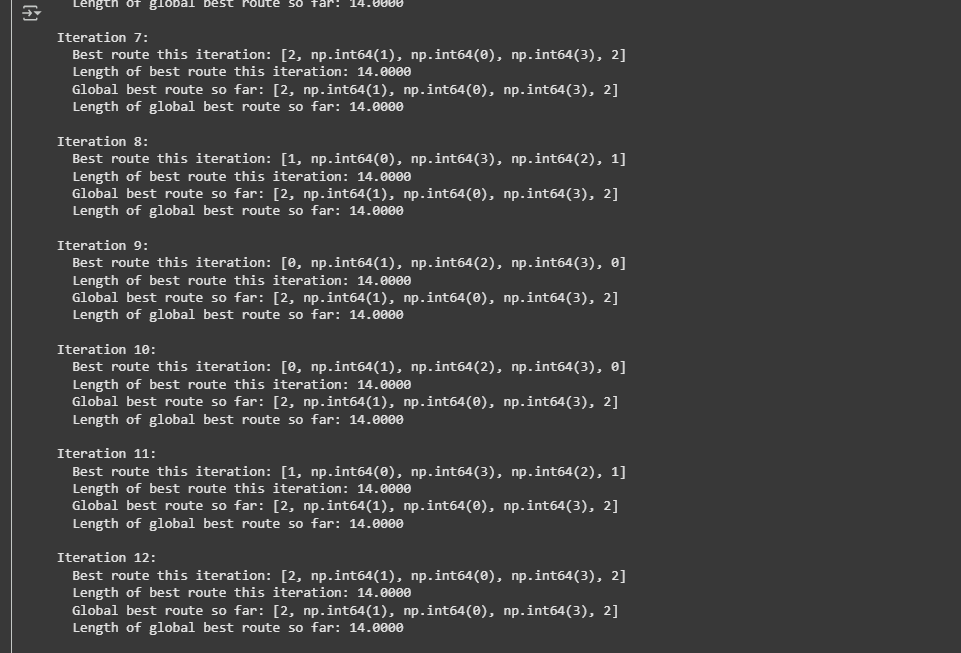 Length of global best route so far: 14.0000
Iteration 7:
Best route this iteration: [2, np.int64(1), np.int64(0), np.int64(3), 2]
Length of best route this iteration: 14.0000
Global best route so far: [2, np.int64(1), np.int64(0), np.int64(3), 2]
Length of global best route so far: 14.0000
Iteration 8:
Best route this iteration: [1, np.int64(0), np.int64(3), np.int64(2), 1]
Length of best route this iteration: 14.0000
Global best route so far: [2, np.int64(1), np.int64(0), np.int64(3), 2]
Length of global best route so far: 14.0000
Iteration 9:
Best route this iteration: [0, np.int64(1), np.int64(2), np.int64(3), 0]
Length of best route this iteration: 14.0000
Global best route so far: [2, np.int64(1), np.int64(0), np.int64(3), 2]
Length of global best route so far: 14.0000
Iteration 10:
Best route this iteration: [0, np.int64(1), np.int64(2), np.int64(3), 0]
Length of best route this iteration: 14.0000
Global best route so far: [2, np.int64(1), np.int64(0), np.int64(3), 2]
Length of global best route so far: 14.0000
Iteration 11:
Best route this iteration: [1, np.int64(0), np.int64(3), np.int64(2), 1]
Length of best route this iteration: 14.0000
Global best route so far: [2, np.int64(1), np.int64(0), np.int64(3), 2]
Length of global best route so far: 14.0000
Iteration 12:
Best route this iteration: [2, np.int64(1), np.int64(0), np.int64(3), 2]
Length of best route this iteration: 14.0000
Global best route so far: [2, np.int64(1), np.int64(0), np.int64(3), 2]
Length of global best route so far: 14.0000